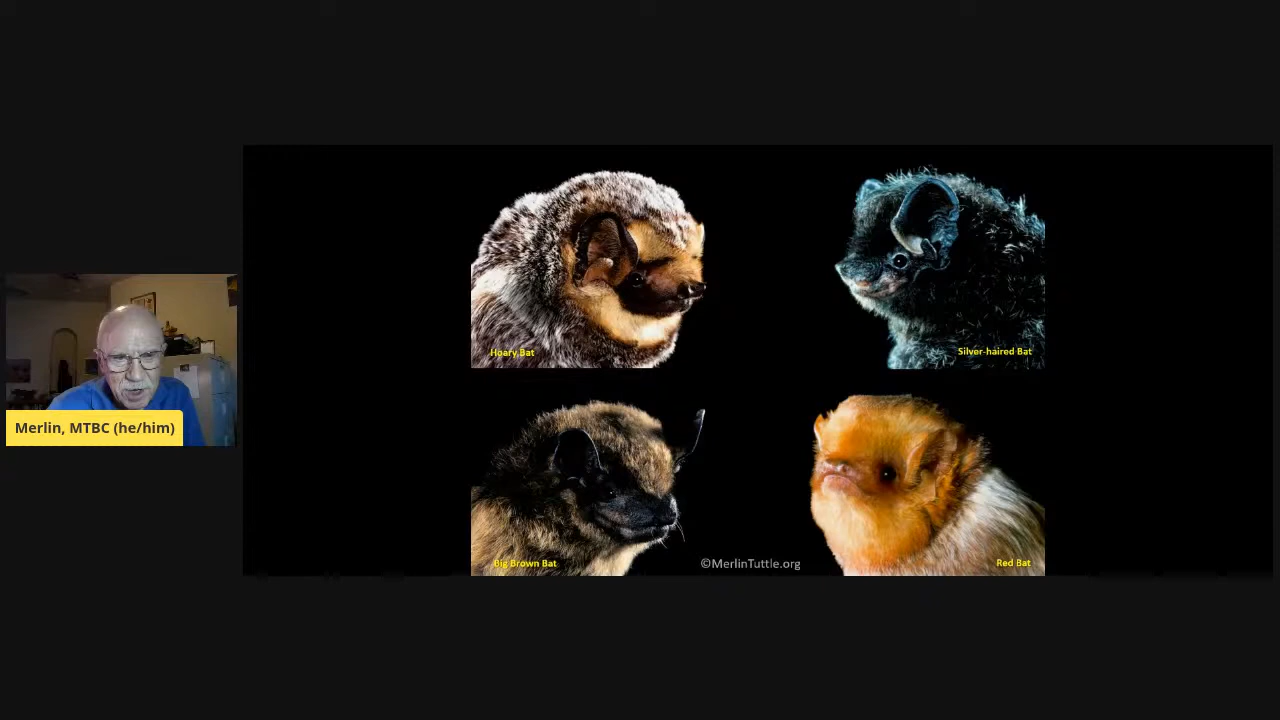 Hoary Bat
Silver-haired Bat
Merlin, MTBC (he/him)
Big Brown Bat
©MerlinTuttle.org
Red Bat